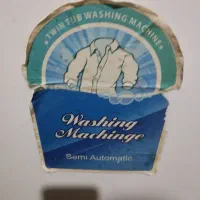 TWIN TUB WASHING MACHINE
Washing
Machinge
Semi Automatic